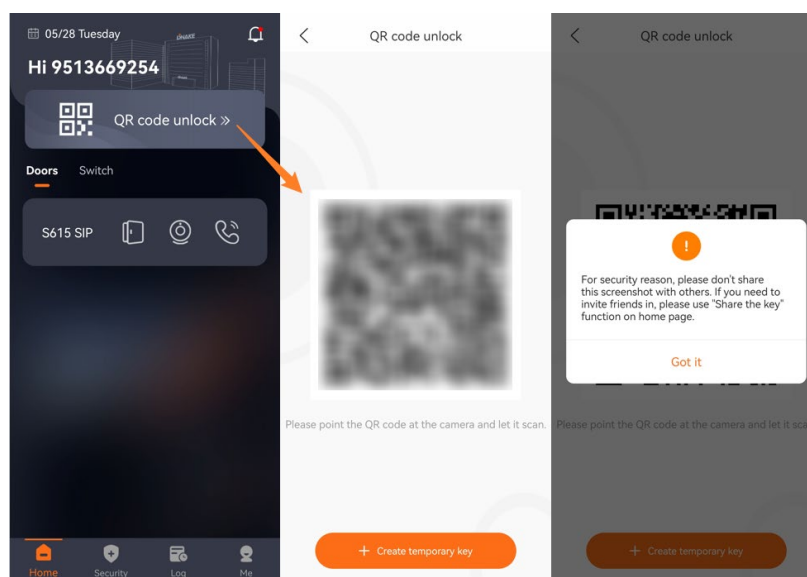 05/28 Tuesday
Hi 9513669254
QR code unlock »
Doors Switch
S615 SIP
Home Security Log Me
QR code unlock
Please point the QR code at the camera and let it scan.
+ Create temporary key
QR code unlock
!
For security reason, please don't share
this screenshot with others. If you need to
invite friends in, please use "Share the key"
function on home page.
Got it
Please point the QR code at the camera and let it sca
+ Create temporary key